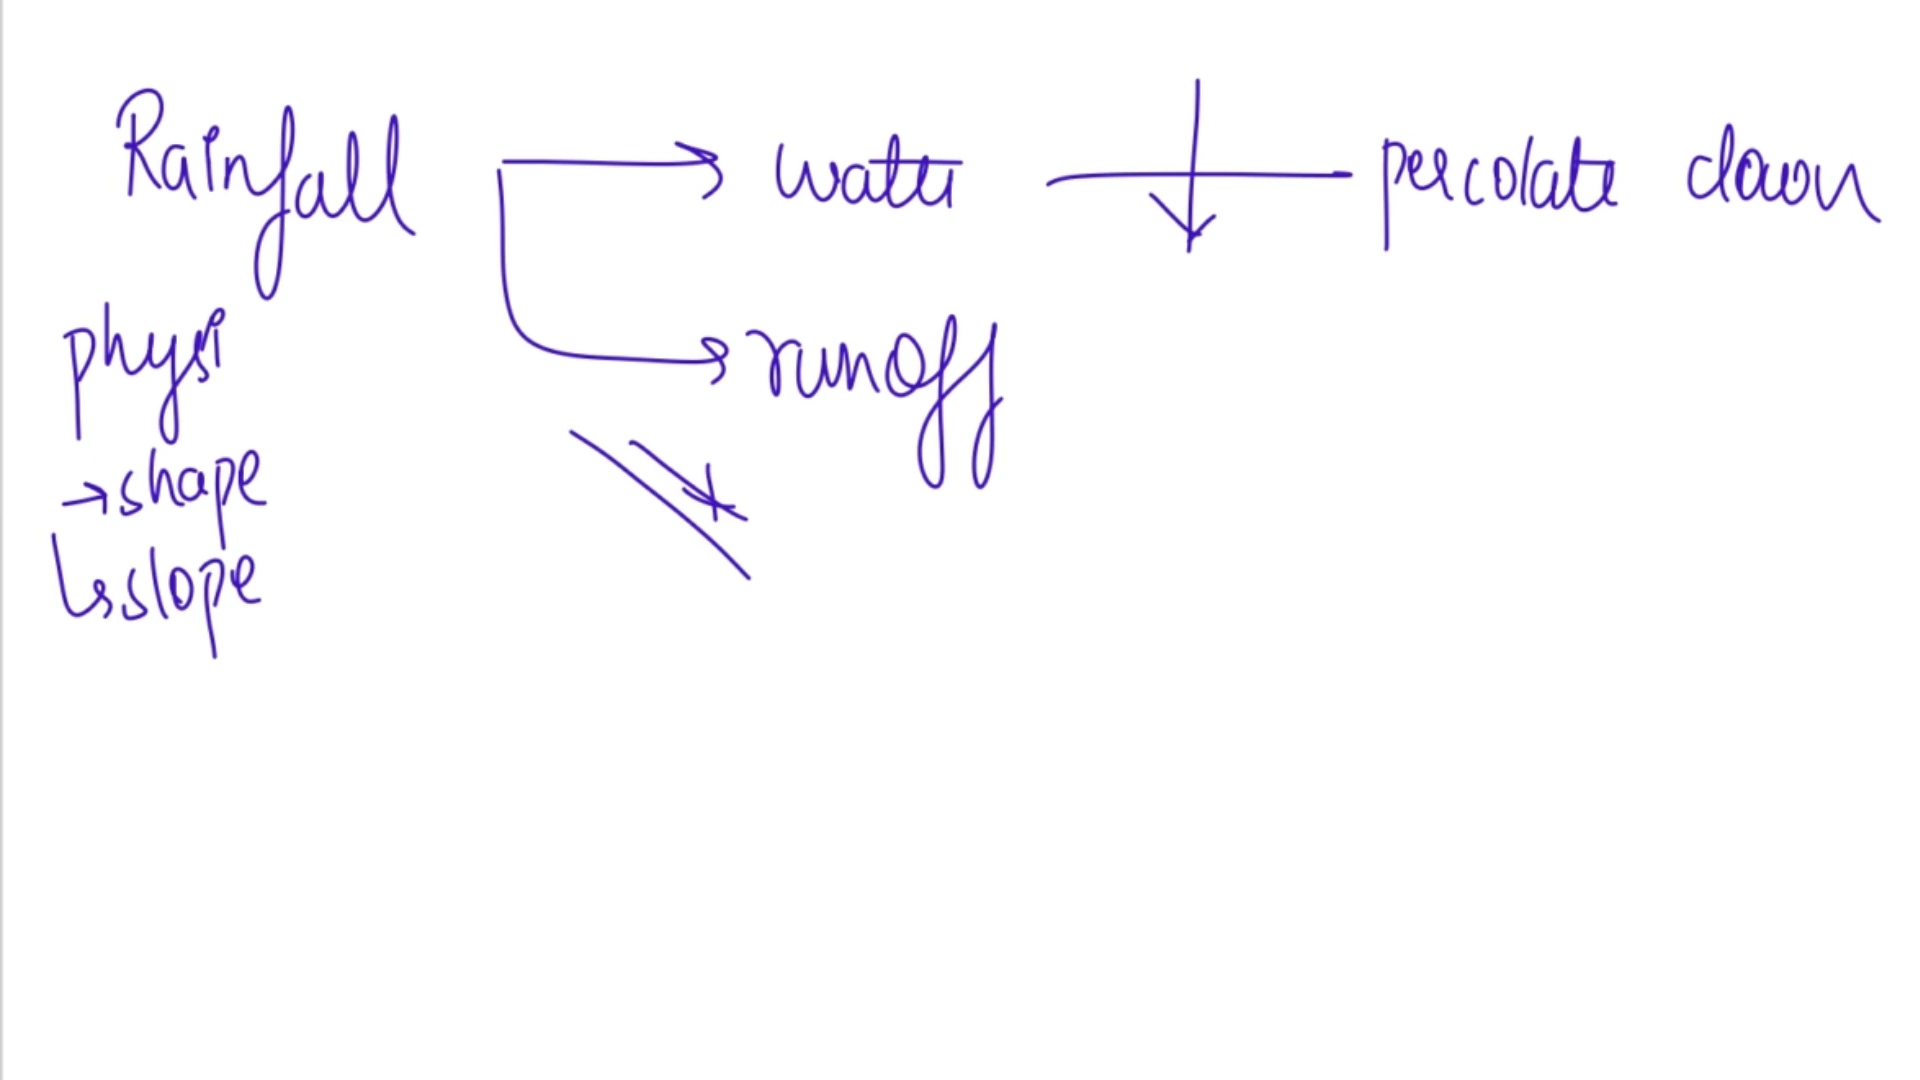 Rainfall → water — percolate down
physi → runoff
→ shape
↳ slope